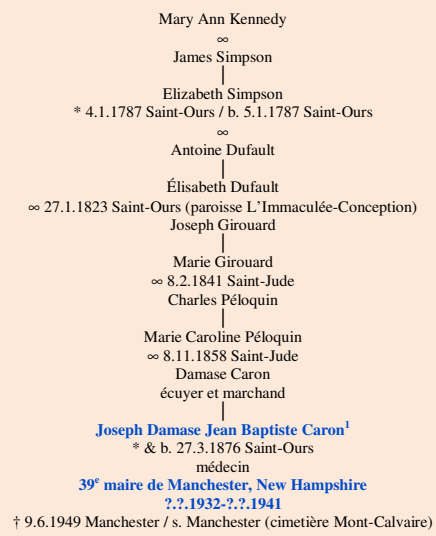 Mary Ann Kennedy
∞
James Simpson
Elizabeth Simpson
* 4.1.1787 Saint-Ours / b. 5.1.1787 Saint-Ours
∞
Antoine Dufault
Élisabeth Dufault
∞ 27.1.1823 Saint-Ours (paroisse L’Immaculée-Conception)
Joseph Girouard
Marie Girouard
∞ 8.2.1841 Saint-Jude
Charles Péloquin
Marie Caroline Péloquin
∞ 8.11.1858 Saint-Jude
Damase Caron
écuyer et marchand
Joseph Damase Jean Baptiste Caron¹
* & b. 27.3.1876 Saint-Ours
médecin
39ᵉ maire de Manchester, New Hampshire
?.?.1932-?.?.1941
† 9.6.1949 Manchester / s. Manchester (cimetière Mont-Calvaire)